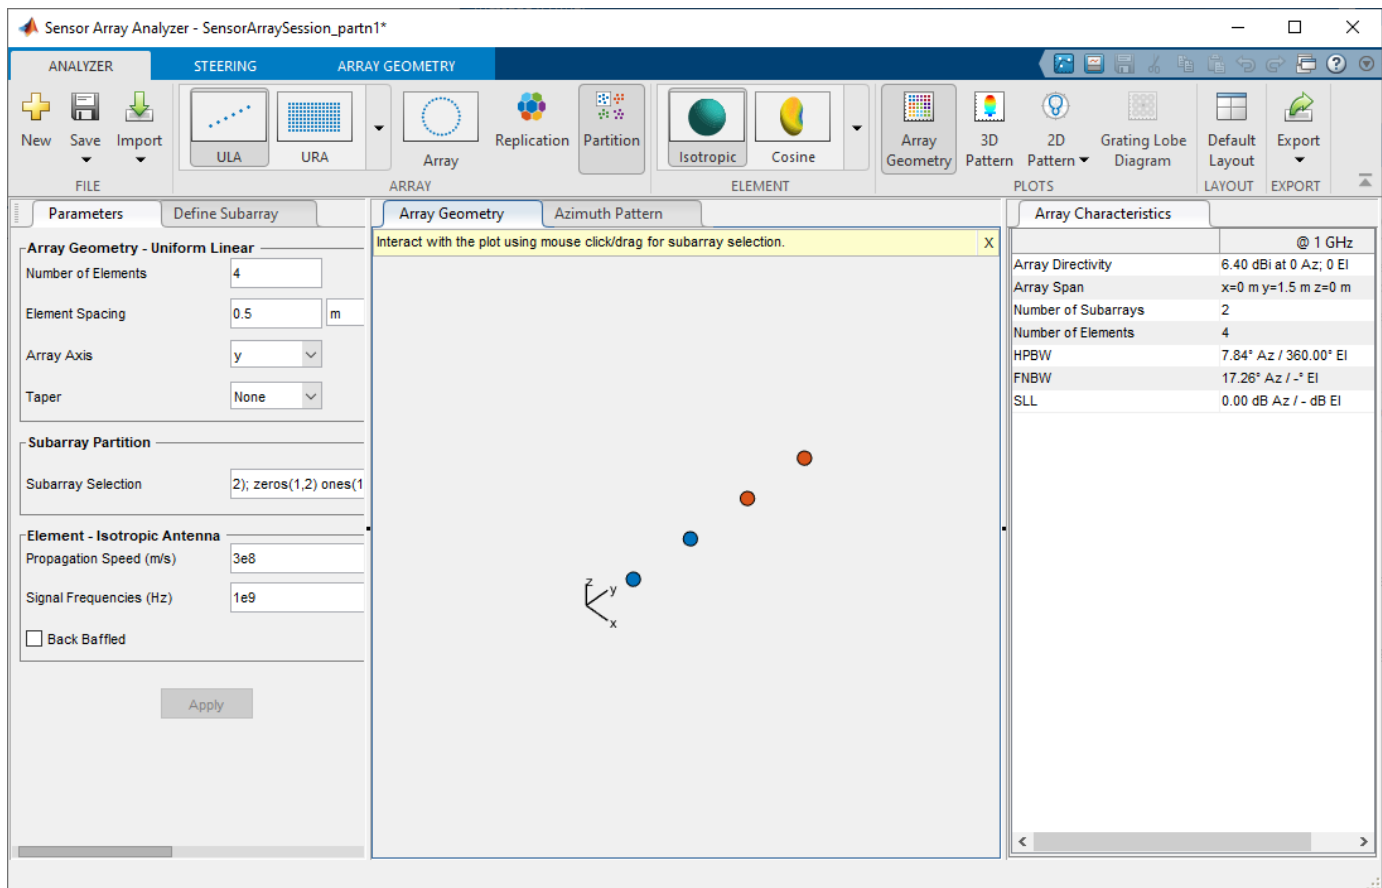 Sensor Array Analyzer - SensorArraySession_partn1*
ANALYZER STEERING ARRAY GEOMETRY
New Save Import ULA URA Array Replication Partition Isotropic Cosine Array Geometry 3D Pattern 2D Pattern Grating Lobe Diagram Default Layout Export
FILE ARRAY ELEMENT PLOTS LAYOUT EXPORT
Parameters Define Subarray
Array Geometry - Uniform Linear
Number of Elements 4
Element Spacing 0.5 m
Array Axis y
Taper None
Subarray Partition
Subarray Selection 2); zeros(1,2) ones(1
Element - Isotropic Antenna
Propagation Speed (m/s) 3e8
Signal Frequencies (Hz) 1e9
Back Baffled
Apply
Array Geometry Azimuth Pattern
Interact with the plot using mouse click/drag for subarray selection. X
z
y
x
Array Characteristics
@ 1 GHz
Array Directivity 6.40 dBi at 0 Az; 0 El
Array Span x=0 m y=1.5 m z=0 m
Number of Subarrays 2
Number of Elements 4
HPBW 7.84° Az / 360.00° El
FNBW 17.26° Az / -° El
SLL 0.00 dB Az / - dB El